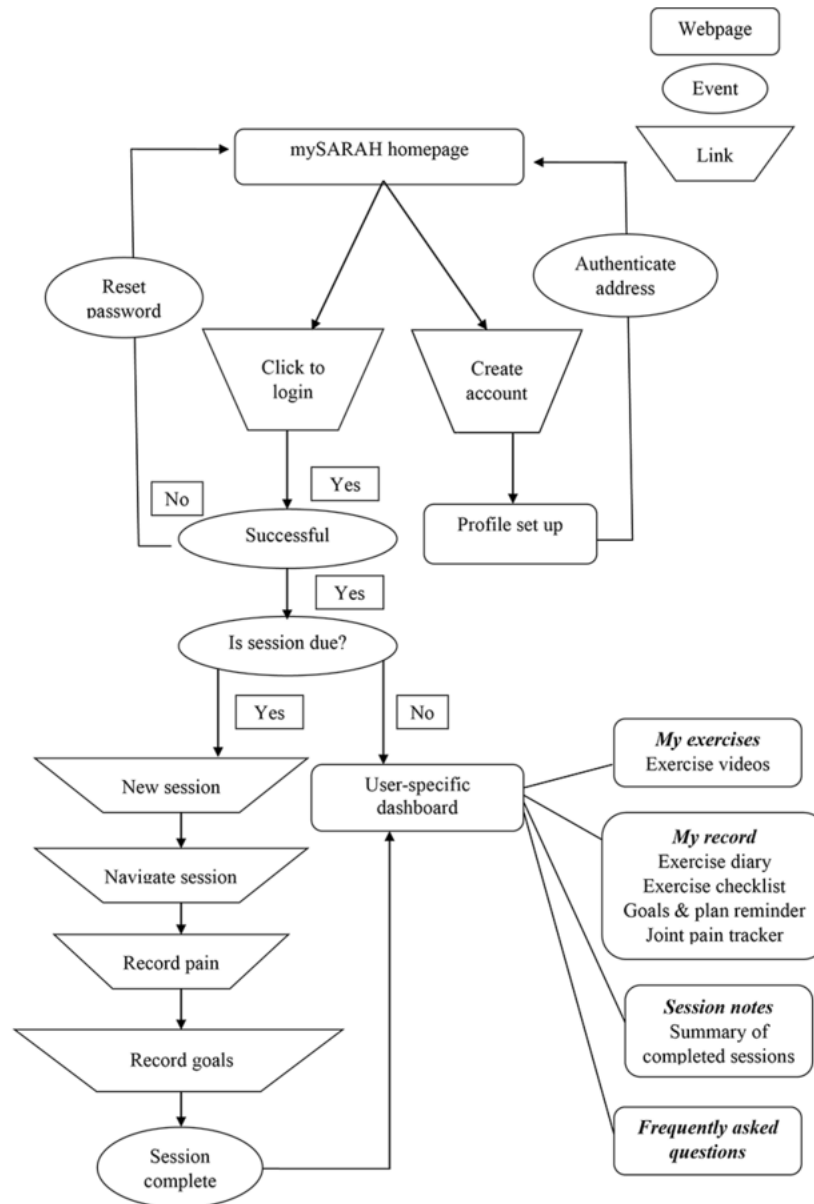 Webpage
Event
Link
mySARAH homepage
Reset
password
Authenticate
address
Click to
login
Create
account
No
Yes
Successful
Profile set up
Yes
Is session due?
Yes
No
New session
User-specific
dashboard
My exercises
Exercise videos
Navigate session
My record
Exercise diary
Exercise checklist
Goals & plan reminder
Joint pain tracker
Record pain
Record goals
Session notes
Summary of
completed sessions
Session
complete
Frequently asked
questions